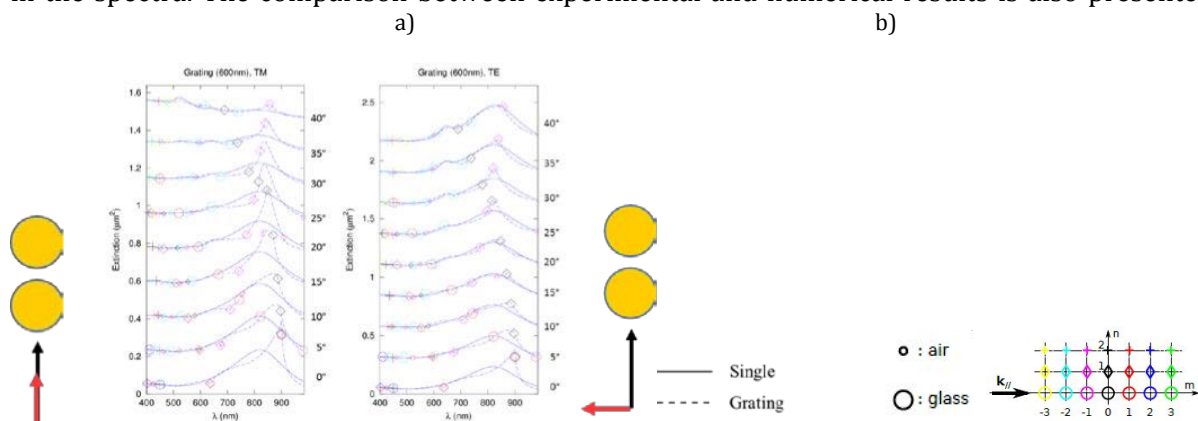 in the spectra. The comparison between experimental and numerical results is also presente
a) b)
Grating (600nm), TM
Grating (600nm), TE
Extinction (μm²)
1.6
1.4
1.2
1
0.8
0.6
0.4
0.2
0
40°
35°
30°
25°
20°
15°
10°
5°
0°
400 500 600 700 800 900
λ (nm)
2.5
2
1.5
1
0.5
0
40°
35°
30°
25°
20°
15°
10°
5°
0°
400 500 600 700 800 900
λ (nm)
Single
Grating
: air
: glass
n
2
1
m
k//
-3 -2 -1 0 1 2 3